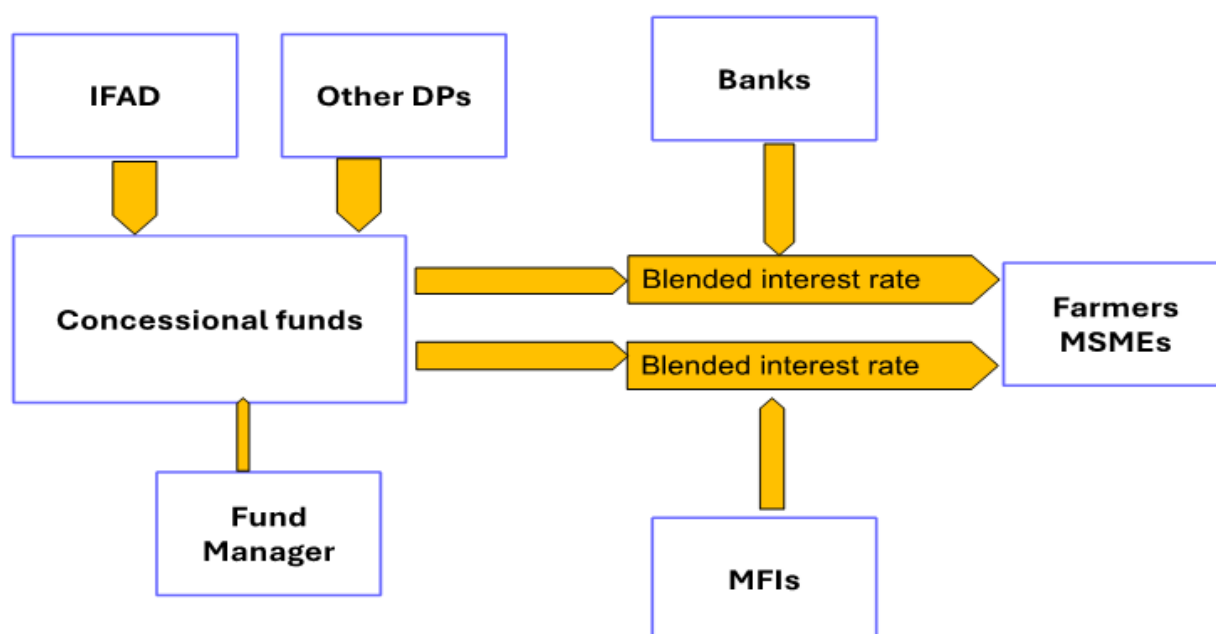 IFAD
Other DPs
Banks
Concessional funds
Blended interest rate
Blended interest rate
Farmers
MSMEs
Fund
Manager
MFIs